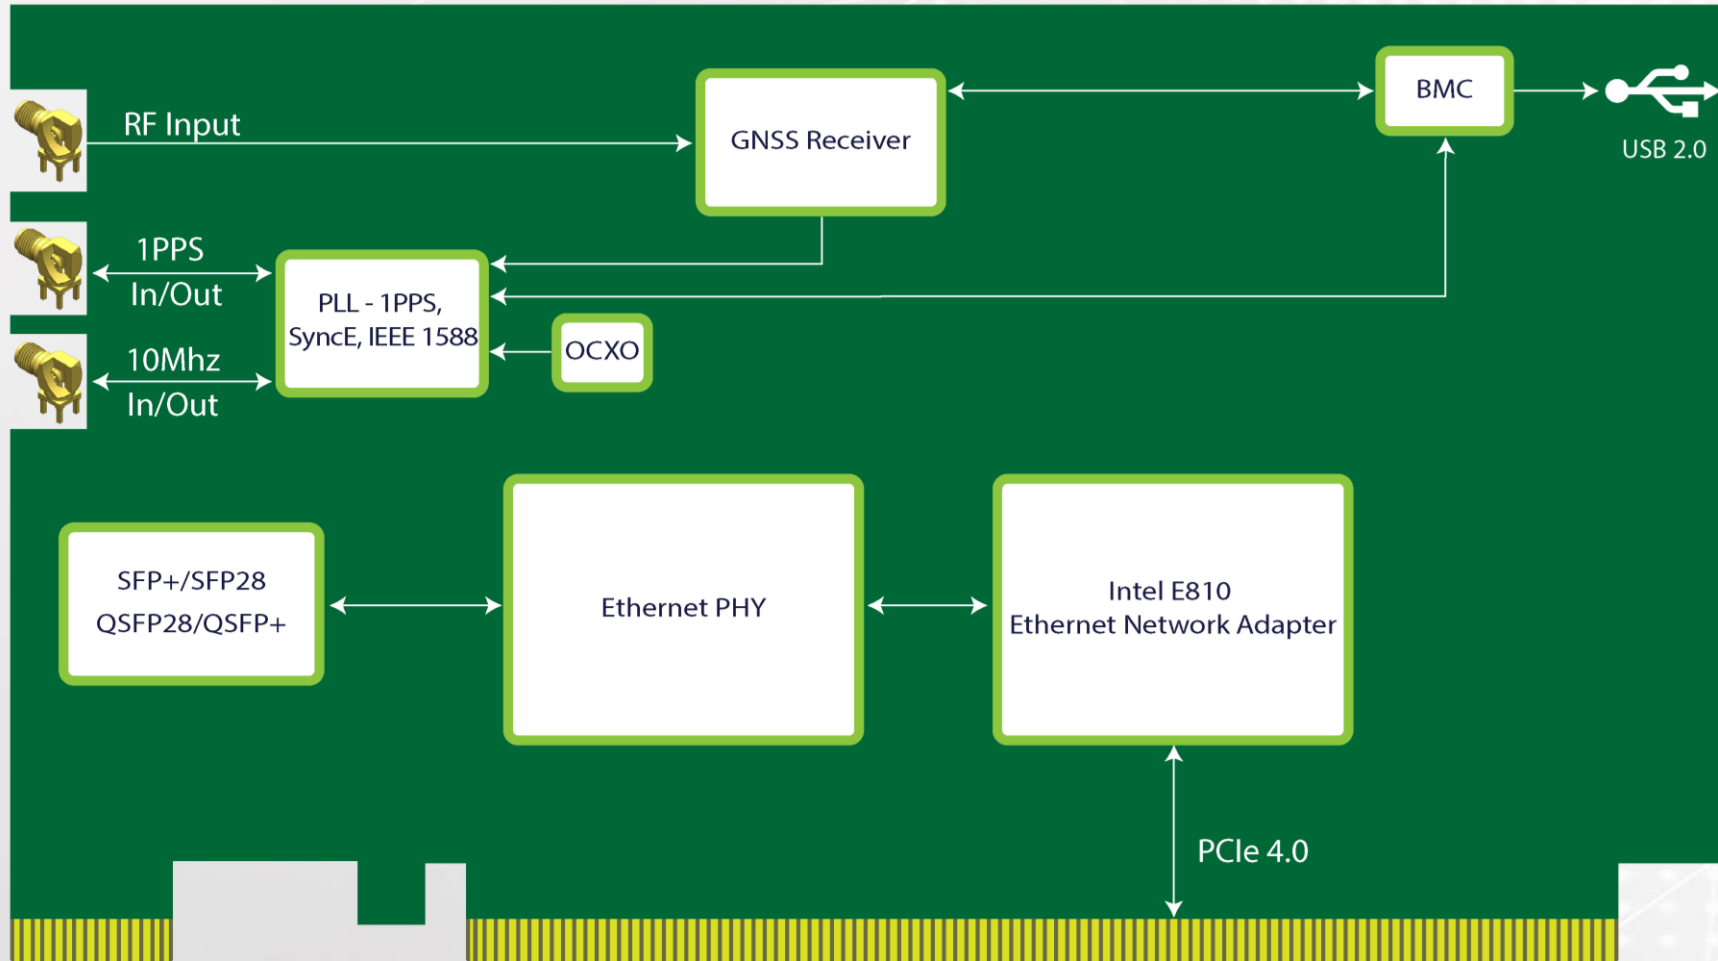 RF Input
GNSS Receiver
BMC
USB 2.0
1PPS
In/Out
PLL - 1PPS,
SyncE, IEEE 1588
10Mhz
In/Out
OCXO
SFP+/SFP28
QSFP28/QSFP+
Ethernet PHY
Intel E810
Ethernet Network Adapter
PCIe 4.0